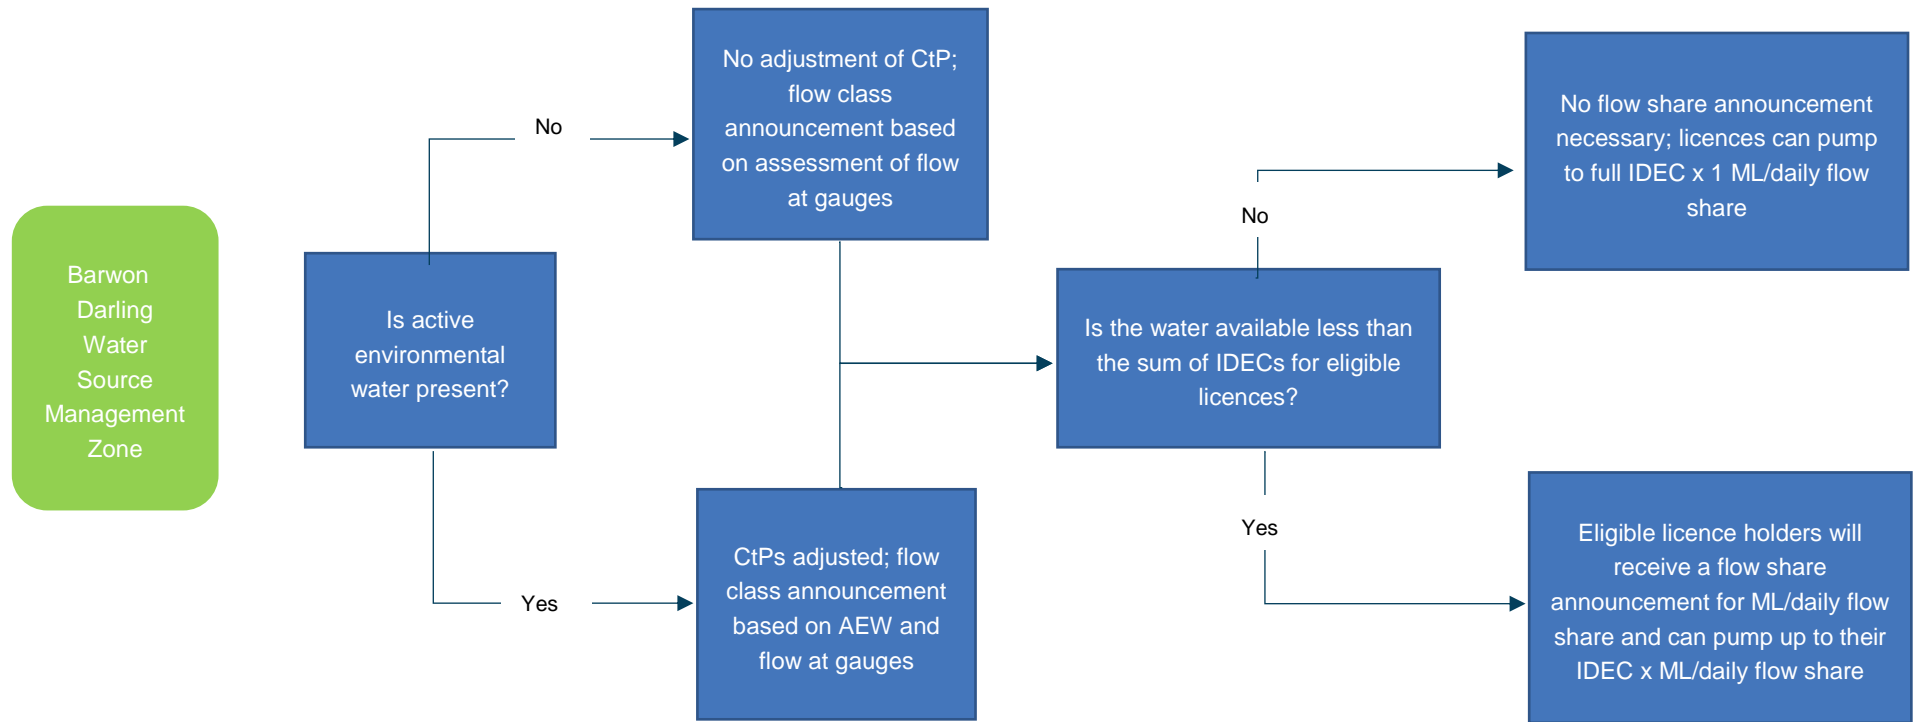 Barwon
Darling
Water
Source
Management
Zone
Is active
environmental
water present?
No
No adjustment of CtP;
flow class
announcement based
on assessment of flow
at gauges
Yes
CtPs adjusted; flow
class announcement
based on AEW and
flow at gauges
Is the water available less than
the sum of IDECs for eligible
licences?
No
No flow share announcement
necessary; licences can pump
to full IDEC x 1 ML/daily flow
share
Yes
Eligible licence holders will
receive a flow share
announcement for ML/daily flow
share and can pump up to their
IDEC x ML/daily flow share